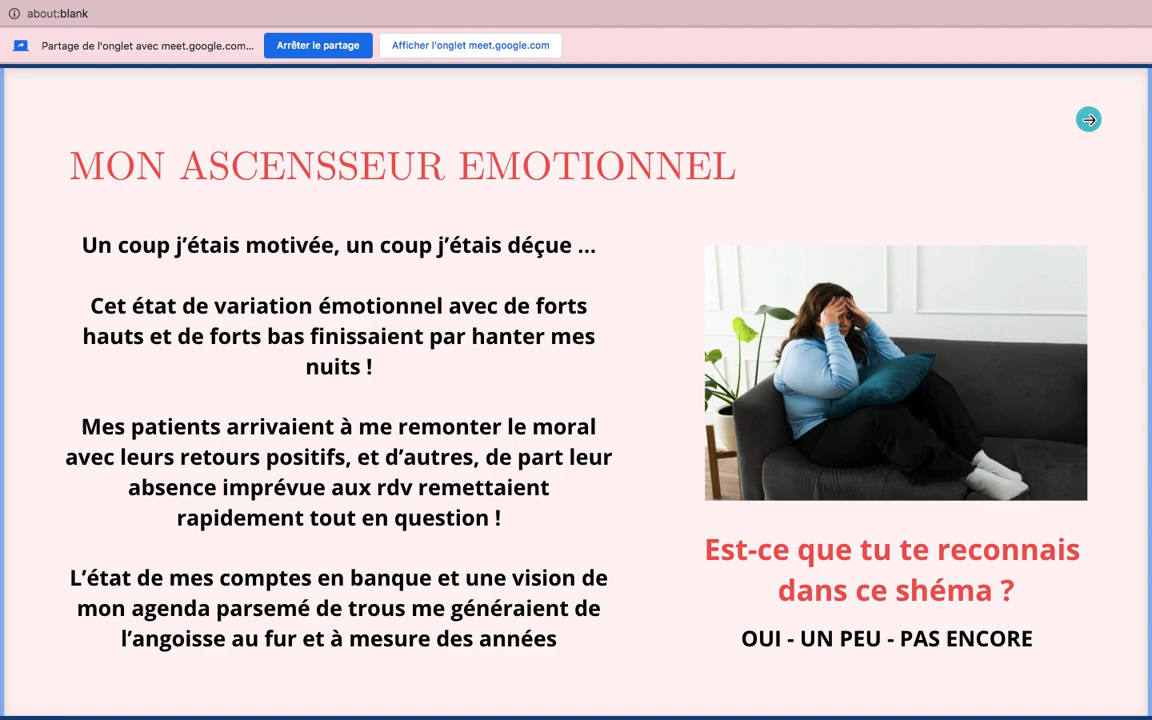 about:blank
Partage de l'onglet avec meet.google.com...
Arrêter le partage
Afficher l'onglet meet.google.com
MON ASCENSSEUR EMOTIONNEL
Un coup j'étais motivée, un coup j'étais déçue ...
Cet état de variation émotionnel avec de forts
hauts et de forts bas finissaient par hanter mes
nuits !
Mes patients arrivaient à me remonter le moral
avec leurs retours positifs, et d'autres, de part leur
absence imprévue aux rdv remettaient
rapidement tout en question !
L'état de mes comptes en banque et une vision de
mon agenda parsemé de trous me généraient de
l'angoisse au fur et à mesure des années
Est-ce que tu te reconnais
dans ce shéma ?
OUI - UN PEU - PAS ENCORE